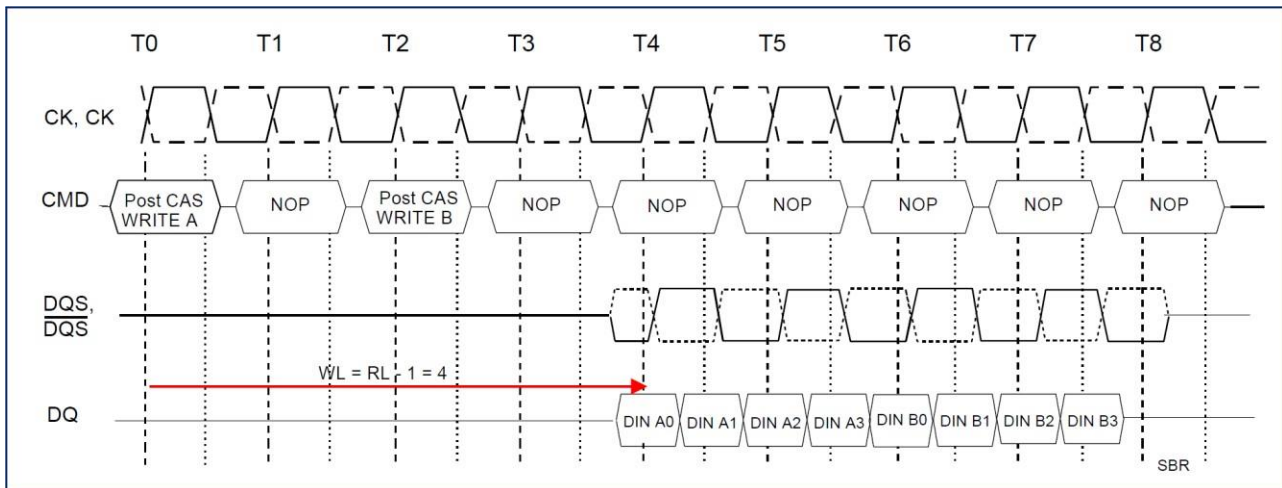 T0 T1 T2 T3 T4 T5 T6 T7 T8
CK, CK
CMD
Post CAS
WRITE A
NOP
Post CAS
WRITE B
NOP
NOP
NOP
NOP
NOP
NOP
DQS,
DQS
WL = RL - 1 = 4
DQ
DIN A0 DIN A1 DIN A2 DIN A3 DIN B0 DIN B1 DIN B2 DIN B3
SBR